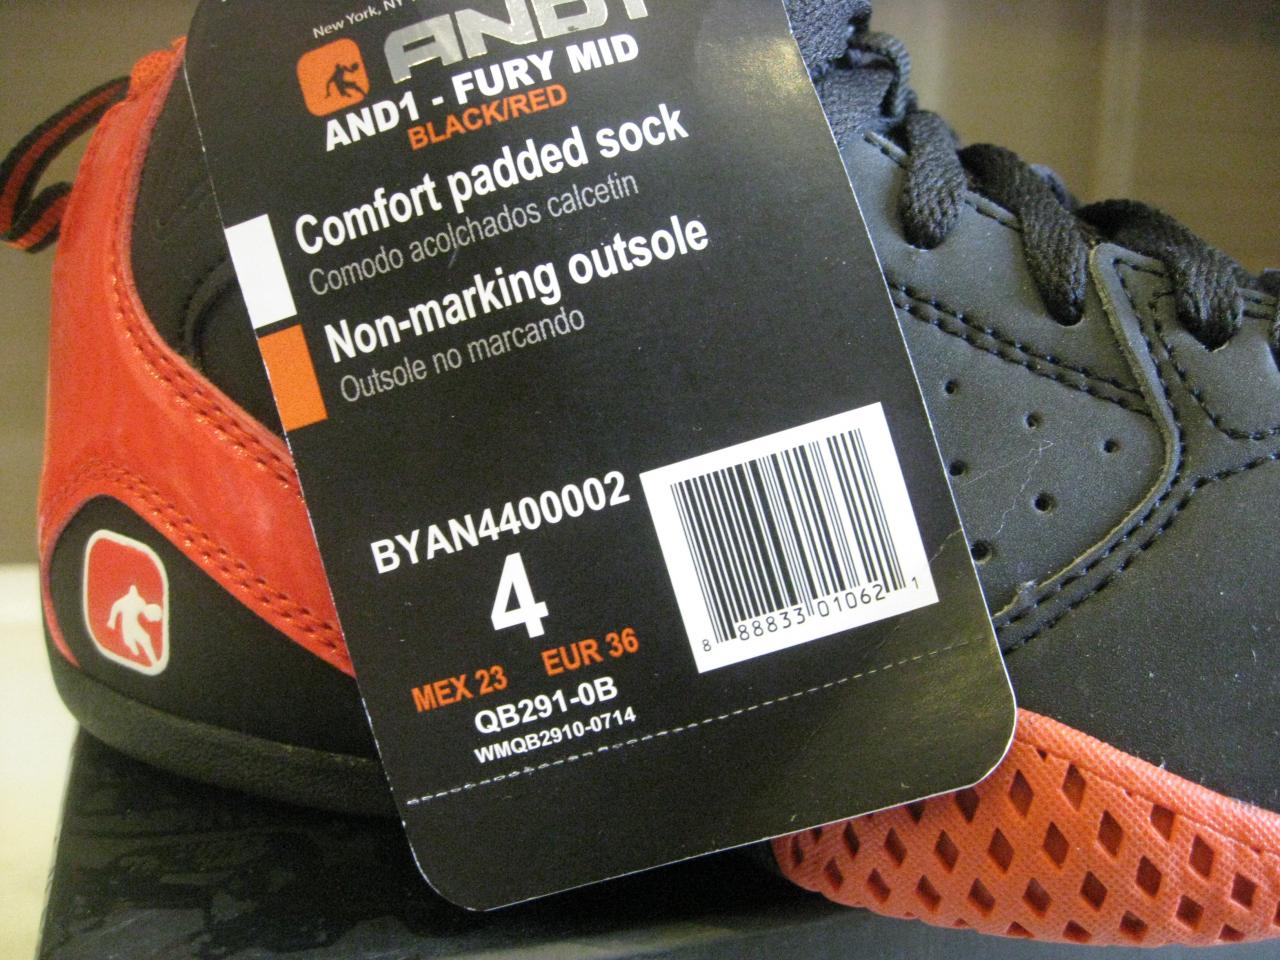 New York, NY
AND1
AND1 - FURY MID
BLACK/RED
Comfort padded sock
Comodo acolchados calcetin
Non-marking outsole
Outsole no marcando
BYAN4400002
4
MEX 23 EUR 36
QB291-0B
WMQB2910-0714
8 88833 01062 1